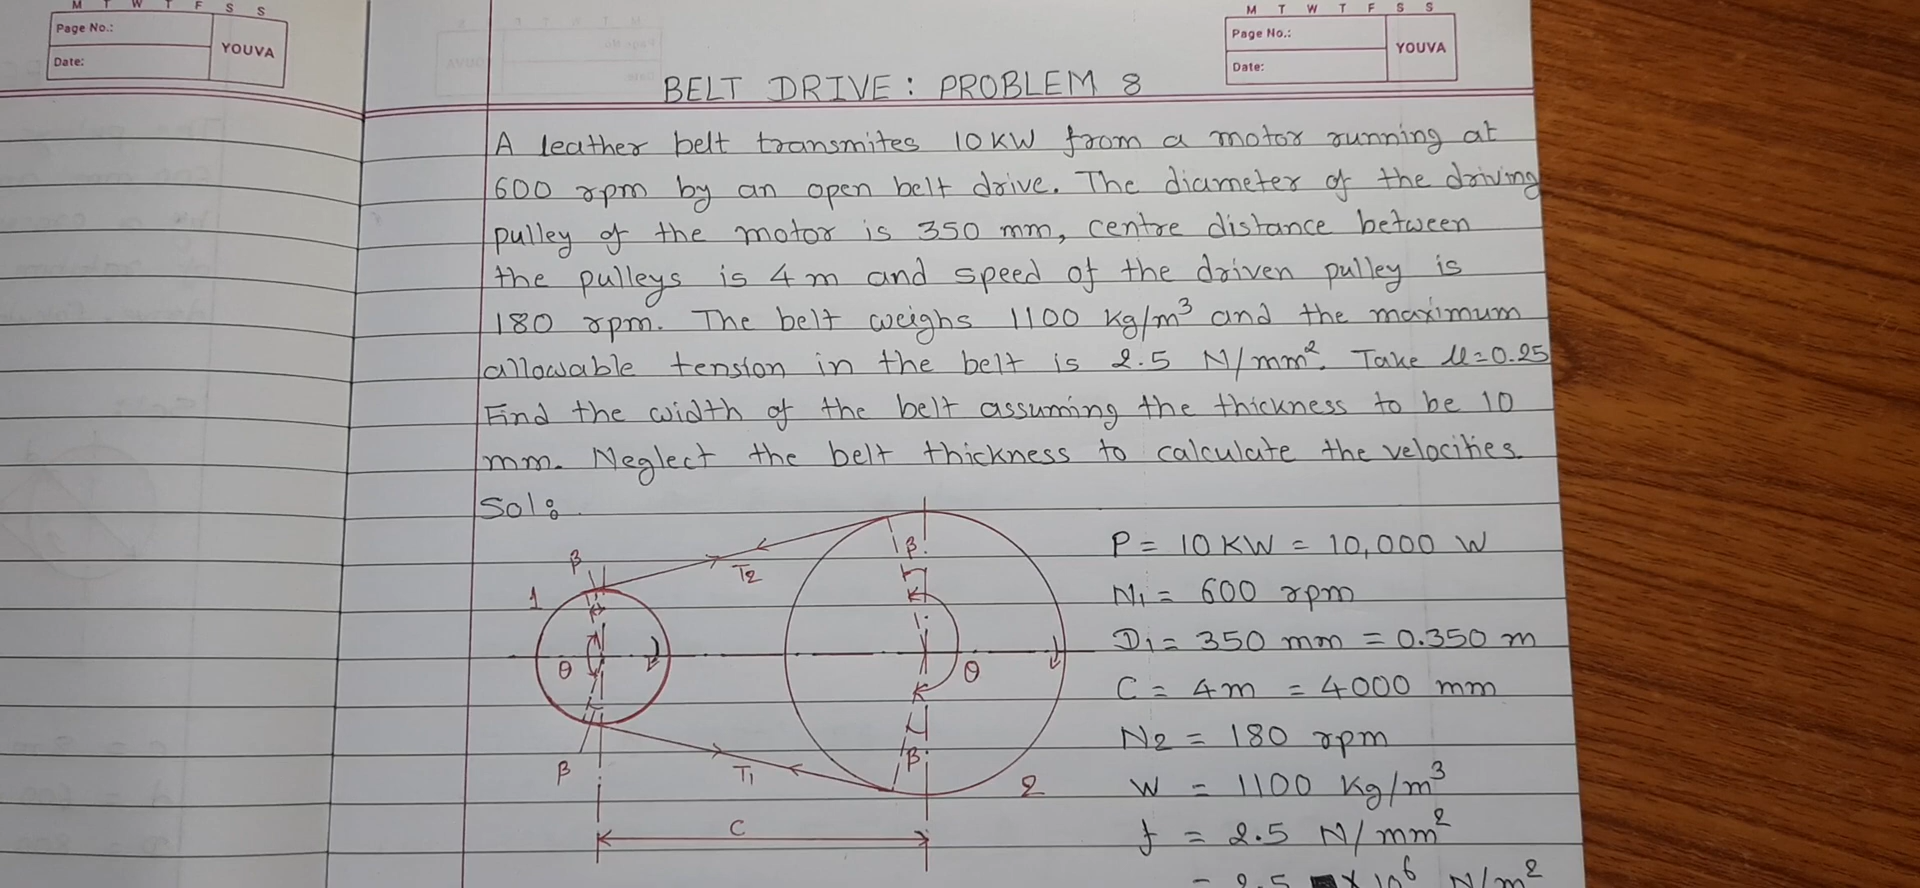 M T W T F S S
Page No.:
YOUVA
Date:
M T W T F S S
Page No.:
YOUVA
Date:
BELT DRIVE: PROBLEM 8
A leather belt transmites 10 KW from a motor running at
600 rpm by an open belt drive. The diameter of the driving
pulley of the motor is 350 mm, centre distance between
the pulleys is 4 m and speed of the driven pulley is
180 rpm. The belt weighs 1100 kg/m³ and the maximum
allowable tension in the belt is 2.5 N/mm². Take μ=0.25
Find the width of the belt assuming the thickness to be 10
mm. Neglect the belt thickness to calculate the velocities.
Sol:
β
β
T2
1
θ
θ
β
T1
β
2
C
P = 10 KW = 10,000 W
N1 = 600 rpm
D1 = 350 mm = 0.350 m
C = 4m = 4000 mm
N2 = 180 rpm
W = 1100 Kg/m³
f = 2.5 N/mm²
= 2.5 × 10⁶ N/m²